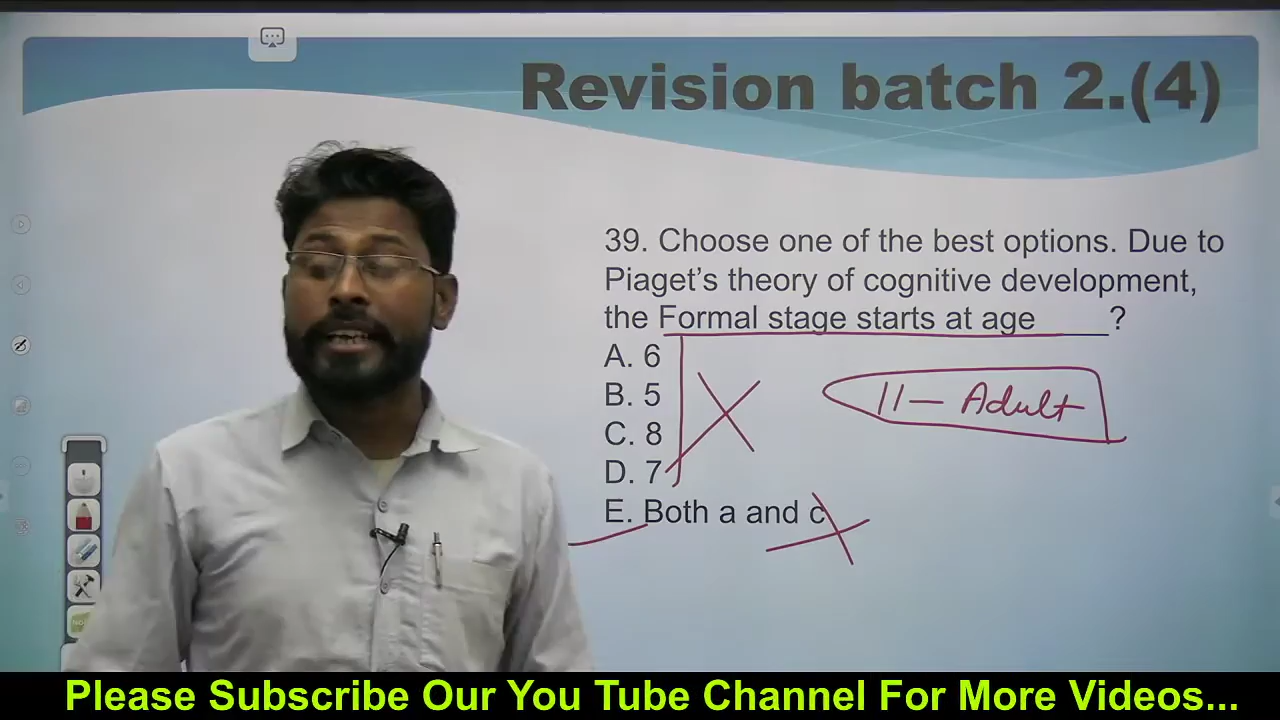 Revision batch 2.(4)
39. Choose one of the best options. Due to
Piaget's theory of cognitive development,
the Formal stage starts at age ?
A. 6
B. 5
C. 8
D. 7
E. Both a and c
11 – Adult
Please Subscribe Our You Tube Channel For More Videos...